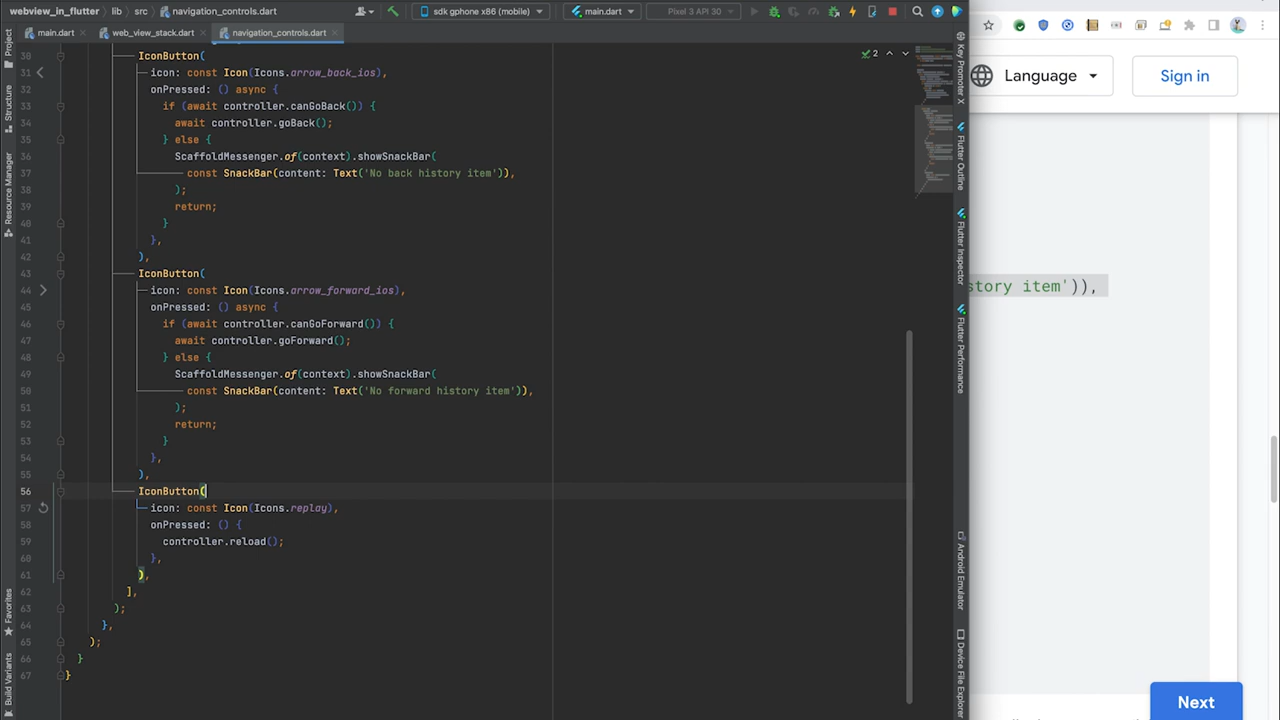 webview_in_flutter
lib
src
navigation_controls.dart
sdk gphone x86 (mobile)
main.dart
Pixel 3 API 30
main.dart
web_view_stack.dart
navigation_controls.dart
2
30 IconButton(
31 icon: const Icon(Icons.arrow_back_ios),
32 onPressed: () async {
33 if (await controller.canGoBack()) {
34 await controller.goBack();
35 } else {
36 ScaffoldMessenger.of(context).showSnackBar(
37 const SnackBar(content: Text('No back history item')),
38 );
39 return;
40 }
41 },
42 ),
43 IconButton(
44 icon: const Icon(Icons.arrow_forward_ios),
45 onPressed: () async {
46 if (await controller.canGoForward()) {
47 await controller.goForward();
48 } else {
49 ScaffoldMessenger.of(context).showSnackBar(
50 const SnackBar(content: Text('No forward history item')),
51 );
52 return;
53 }
54 },
55 ),
56 IconButton(
57 icon: const Icon(Icons.replay),
58 onPressed: () {
59 controller.reload();
60 },
61 ),
62 ],
63 );
64 },
65 );
66 }
67 }
Project
Structure
Resource Manager
Favorites
Build Variants
Key Promoter X
Flutter Outline
Flutter Inspector
Flutter Performance
Android Emulator
Device File Explorer
Language
Sign in
story item')),
Next